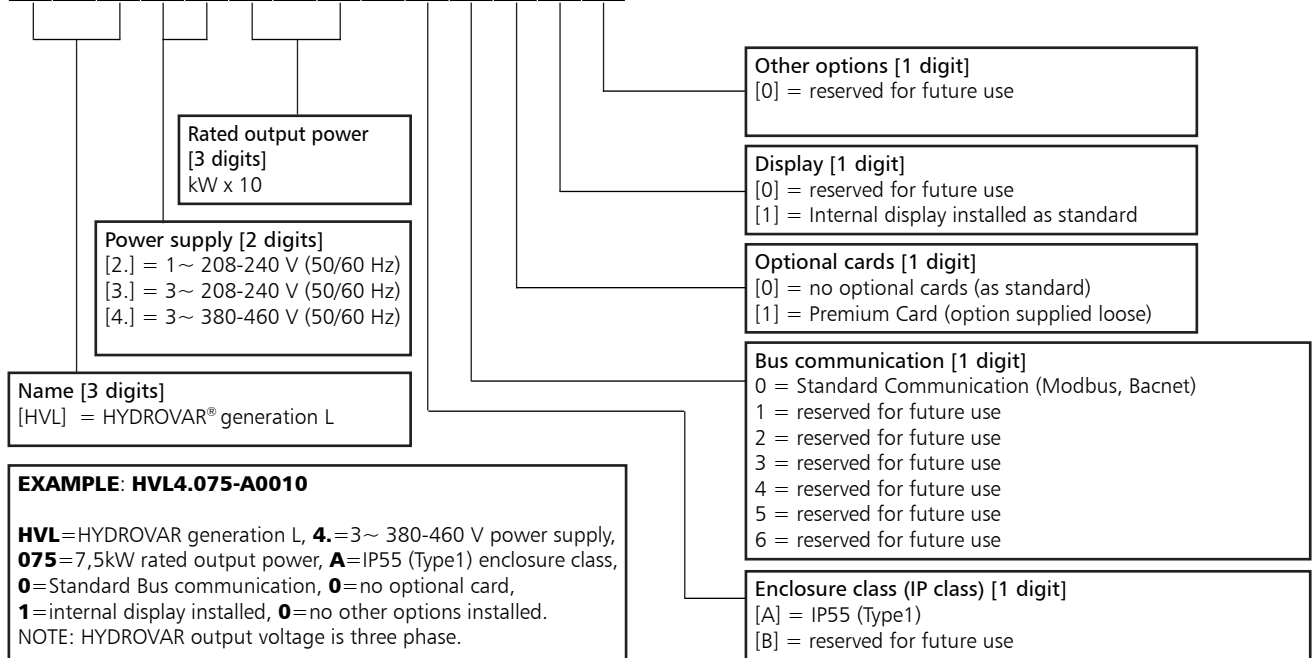 Other options [1 digit]
[0] = reserved for future use
Rated output power
[3 digits]
kW x 10
Display [1 digit]
[0] = reserved for future use
[1] = Internal display installed as standard
Power supply [2 digits]
[2.] = 1~ 208-240 V (50/60 Hz)
[3.] = 3~ 208-240 V (50/60 Hz)
[4.] = 3~ 380-460 V (50/60 Hz)
Optional cards [1 digit]
[0] = no optional cards (as standard)
[1] = Premium Card (option supplied loose)
Name [3 digits]
[HVL] = HYDROVAR® generation L
Bus communication [1 digit]
0 = Standard Communication (Modbus, Bacnet)
1 = reserved for future use
2 = reserved for future use
3 = reserved for future use
4 = reserved for future use
5 = reserved for future use
6 = reserved for future use
EXAMPLE: HVL4.075-A0010
HVL=HYDROVAR generation L, 4.=3~ 380-460 V power supply,
075=7,5kW rated output power, A=IP55 (Type1) enclosure class,
0=Standard Bus communication, 0=no optional card,
1=internal display installed, 0=no other options installed.
NOTE: HYDROVAR output voltage is three phase.
Enclosure class (IP class) [1 digit]
[A] = IP55 (Type1)
[B] = reserved for future use